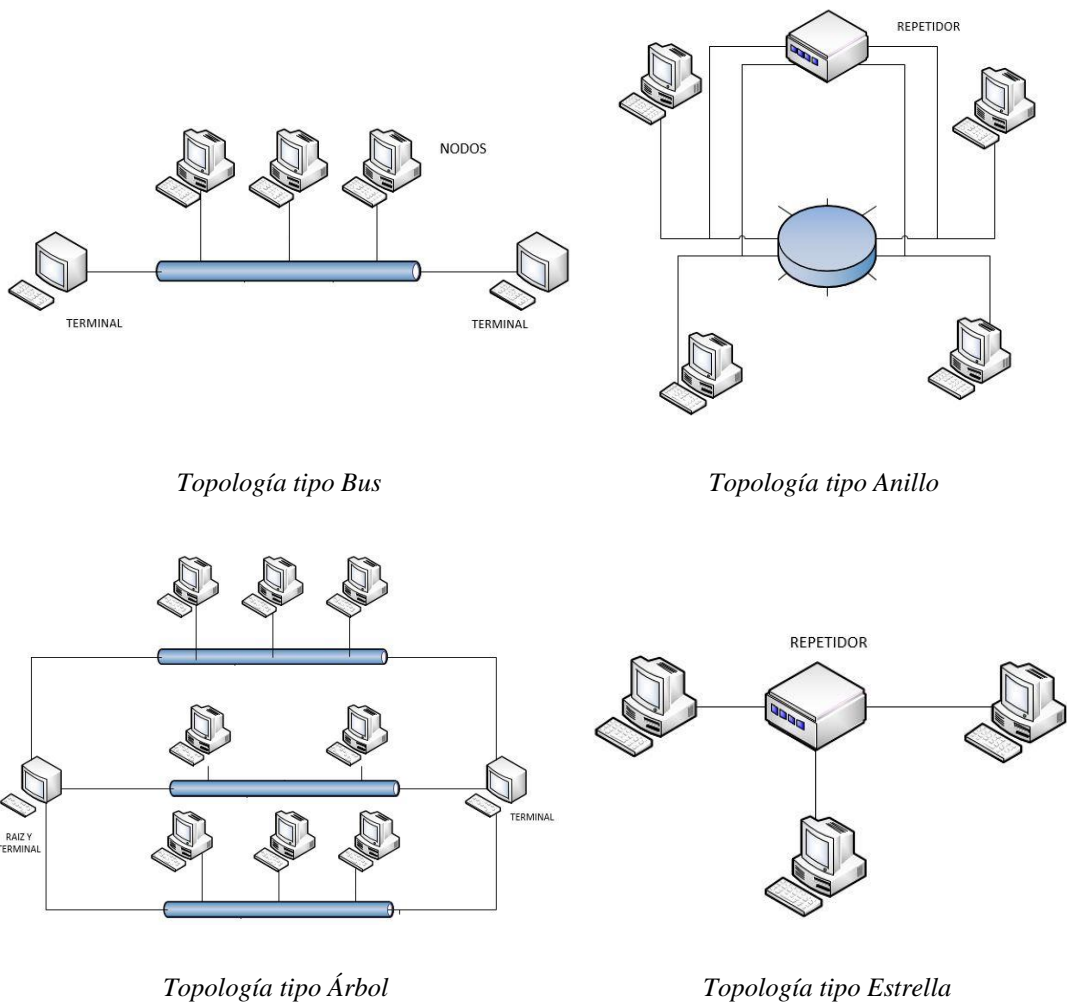 REPETIDOR
NODOS
TERMINAL
TERMINAL
Topología tipo Bus
Topología tipo Anillo
REPETIDOR
RAIZ Y
TERMINAL
TERMINAL
Topología tipo Árbol
Topología tipo Estrella